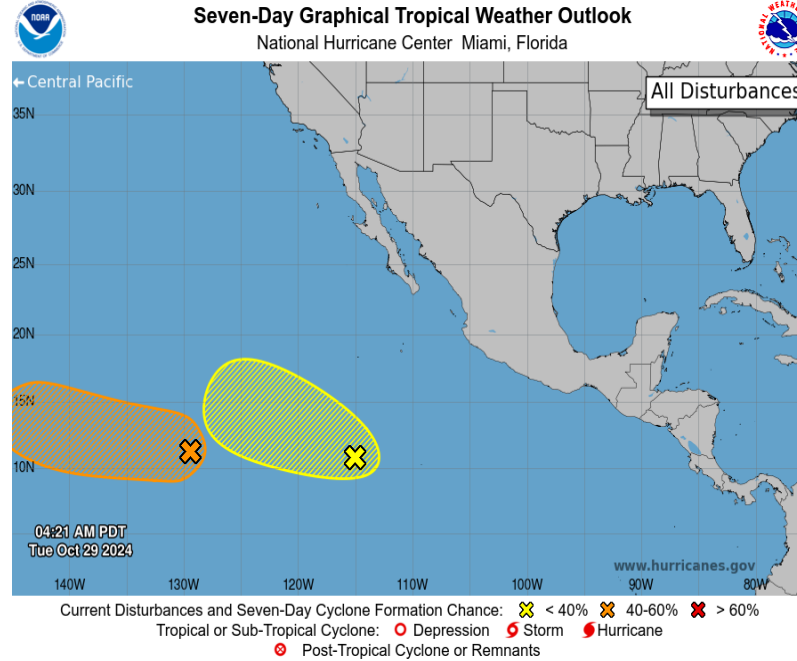 Seven-Day Graphical Tropical Weather Outlook
National Hurricane Center Miami, Florida
NOAA
Central Pacific
All Disturbances
35N
30N
25N
20N
15N
10N
04:21 AM PDT
Tue Oct 29 2024
www.hurricanes.gov
140W 130W 120W 110W 100W 90W 80W
Current Disturbances and Seven-Day Cyclone Formation Chance: < 40% 40-60% > 60%
Tropical or Sub-Tropical Cyclone: Depression Storm Hurricane
Post-Tropical Cyclone or Remnants